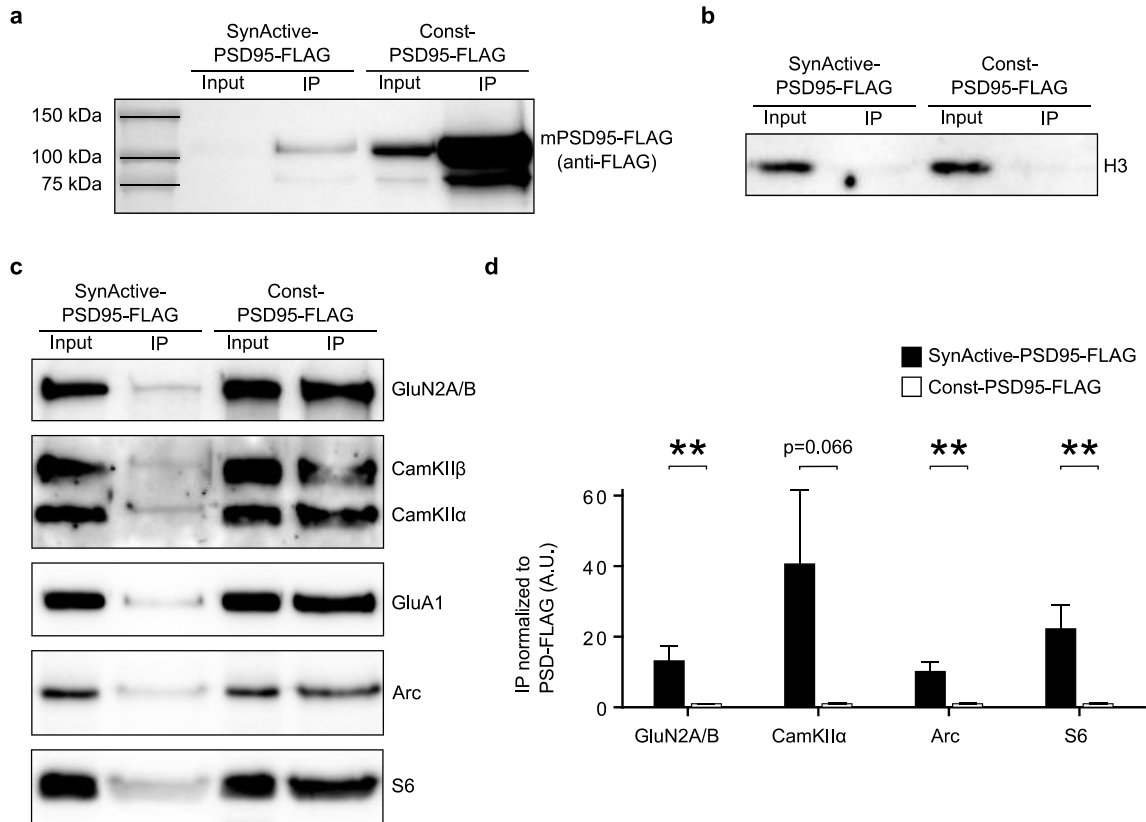 a
SynActive-
PSD95-FLAG
Const-
PSD95-FLAG
Input
IP
Input
IP
150 kDa
100 kDa
75 kDa
mPSD95-FLAG
(anti-FLAG)
b
SynActive-
PSD95-FLAG
Const-
PSD95-FLAG
Input
IP
Input
IP
H3
c
SynActive-
PSD95-FLAG
Const-
PSD95-FLAG
Input
IP
Input
IP
GluN2A/B
CamKIIβ
CamKIIα
GluA1
Arc
S6
d
SynActive-PSD95-FLAG
Const-PSD95-FLAG
**
p=0.066
**
**
IP normalized to
PSD-FLAG (A.U.)
60
40
20
0
GluN2A/B
CamKIIα
Arc
S6